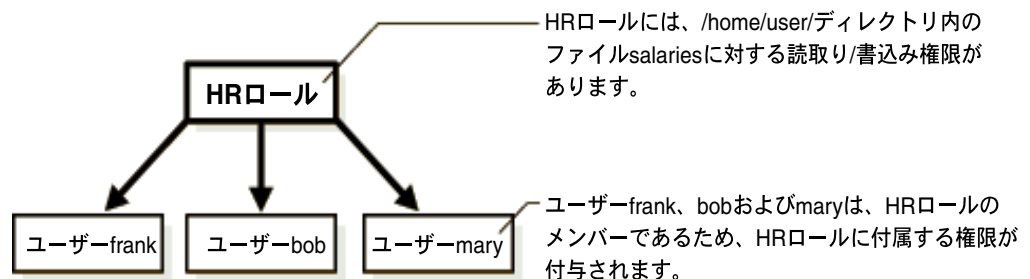 HRロールには、/home/user/ディレクトリ内の
ファイルsalariesに対する読取り/書込み権限が
あります。
HRロール
ユーザーfrank
ユーザーbob
ユーザーmary
ユーザーfrank、bobおよびmaryは、HRロールの
メンバーであるため、HRロールに付属する権限が
付与されます。